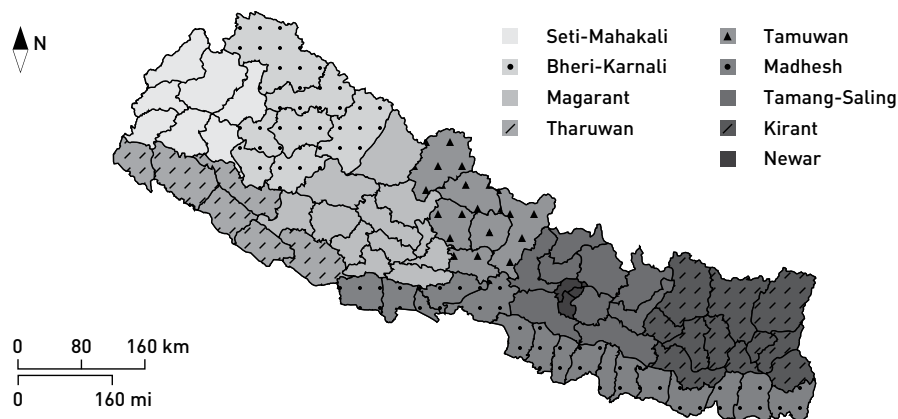 N
Seti-Mahakali
Bheri-Karnali
Magarant
Tharuwan
Tamuwan
Madhesh
Tamang-Saling
Kirant
Newar
0 80 160 km
0 160 mi